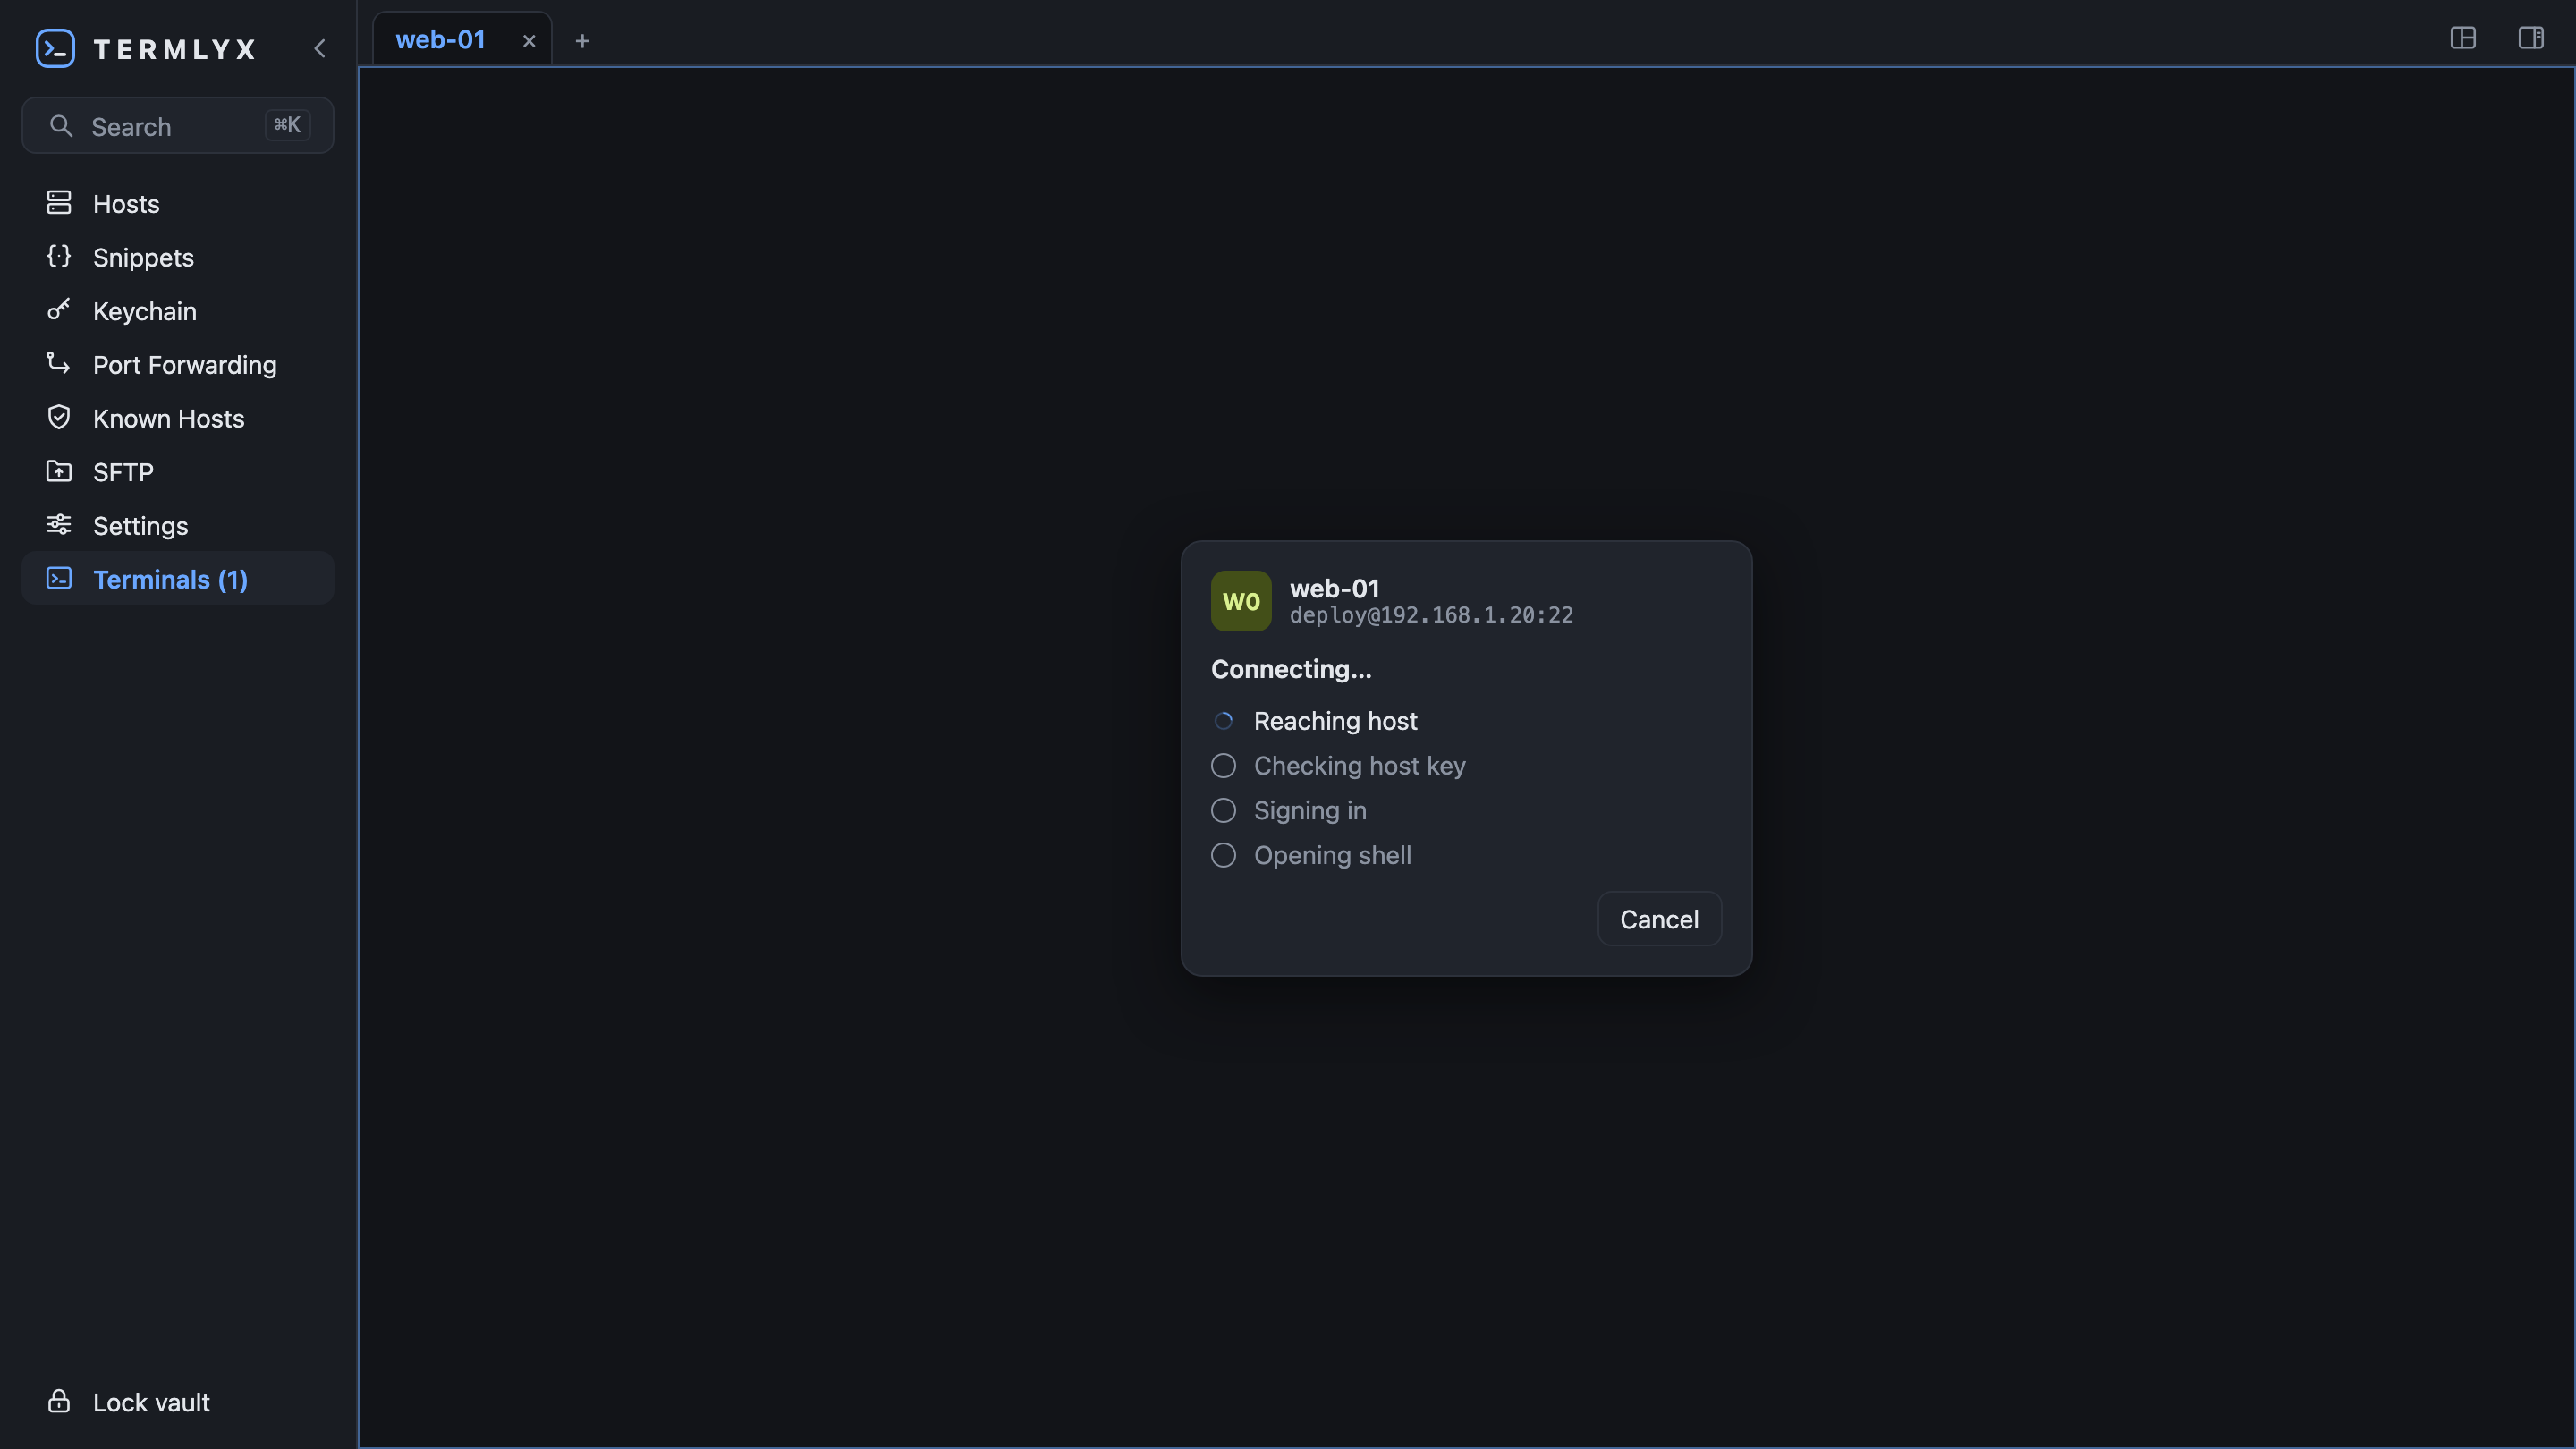 TERMLYX
Search ⌘K
Hosts
Snippets
Keychain
Port Forwarding
Known Hosts
SFTP
Settings
Terminals (1)
Lock vault
web-01 × +
W0
web-01
deploy@192.168.1.20:22
Connecting...
Reaching host
Checking host key
Signing in
Opening shell
Cancel